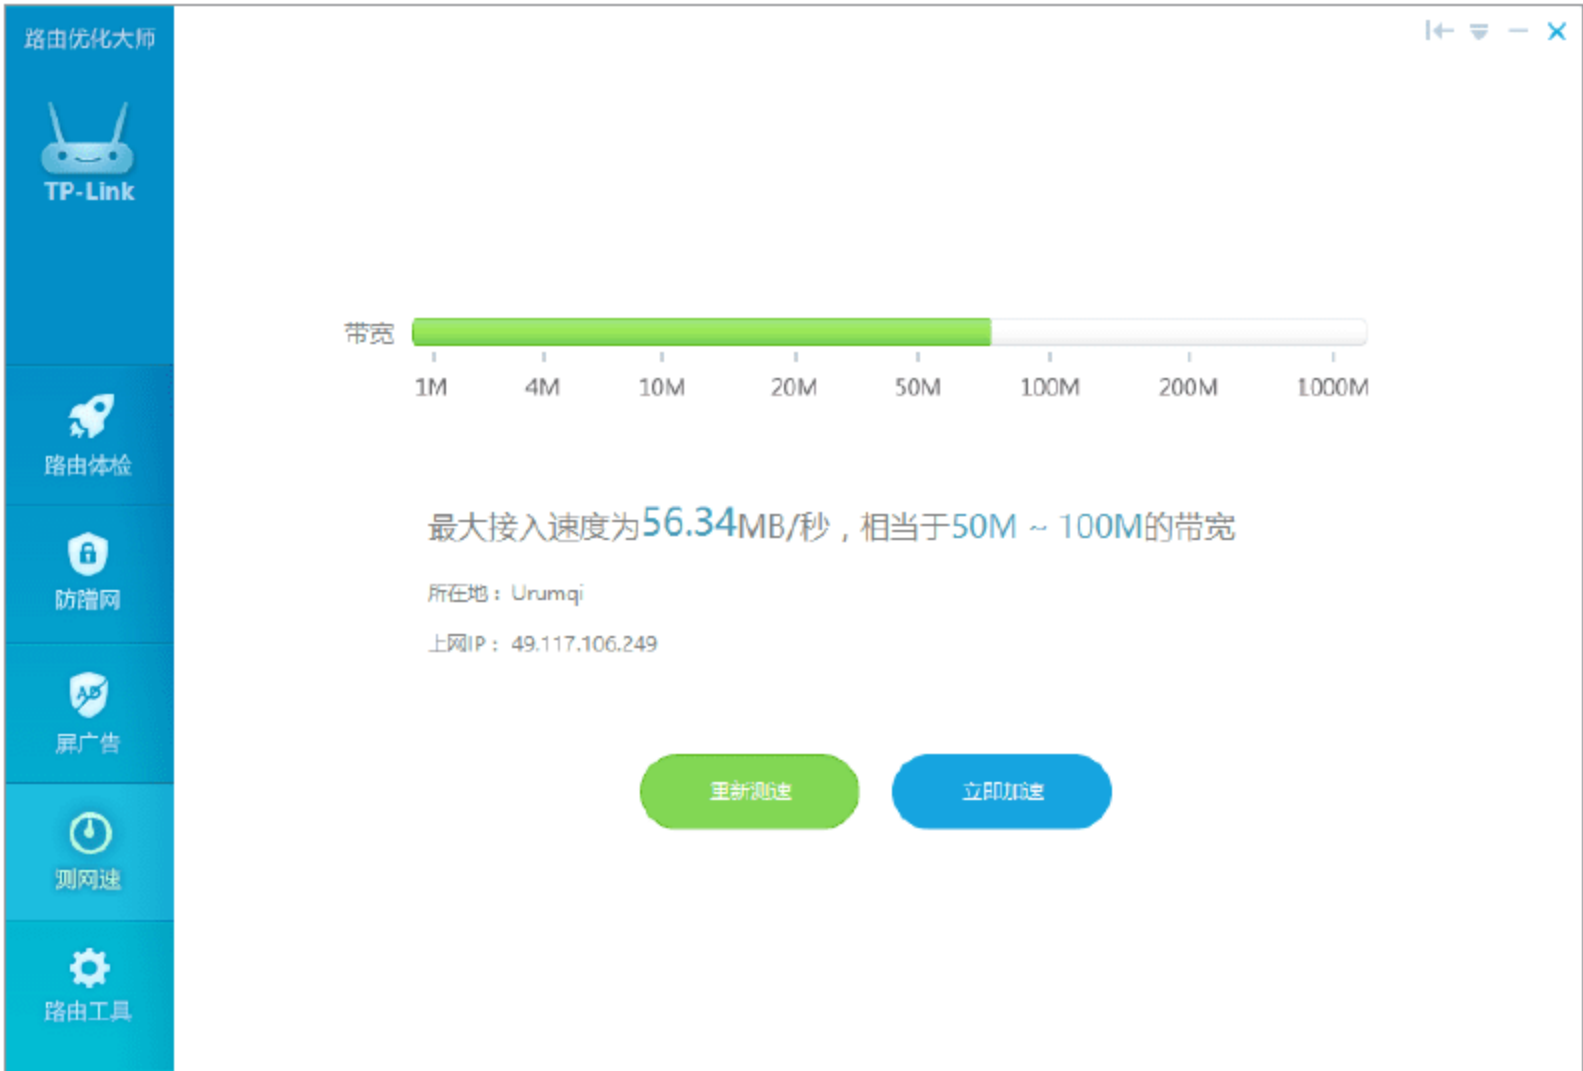 路由优化大师
TP-Link
路由体检
防蹭网
AD
屏广告
测网速
路由工具
带宽
1M 4M 10M 20M 50M 100M 200M 1000M
最大接入速度为56.34MB/秒，相当于50M ~ 100M的带宽
所在地：Urumqi
上网IP：49.117.106.249
重新测速 立即加速